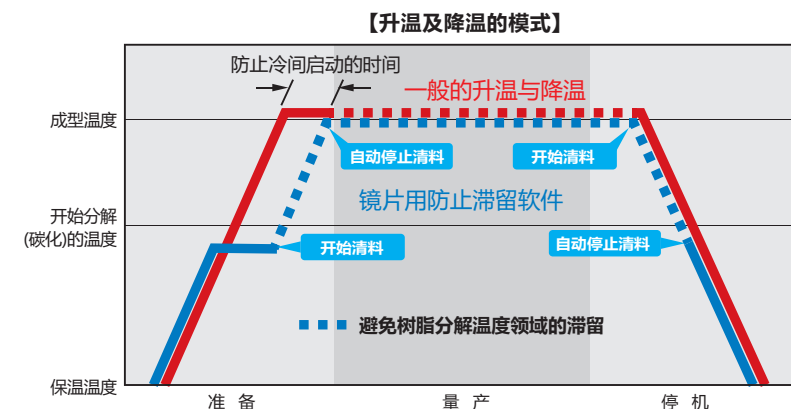 【升温及降温的模式】
防止冷间启动的时间
一般的升温与降温
成型温度
自动停止清料
开始清料
镜片用防止滞留软件
开始分解
(碳化)的温度
开始清料
自动停止清料
避免树脂分解温度领域的滞留
保温温度
准 备
量 产
停 机